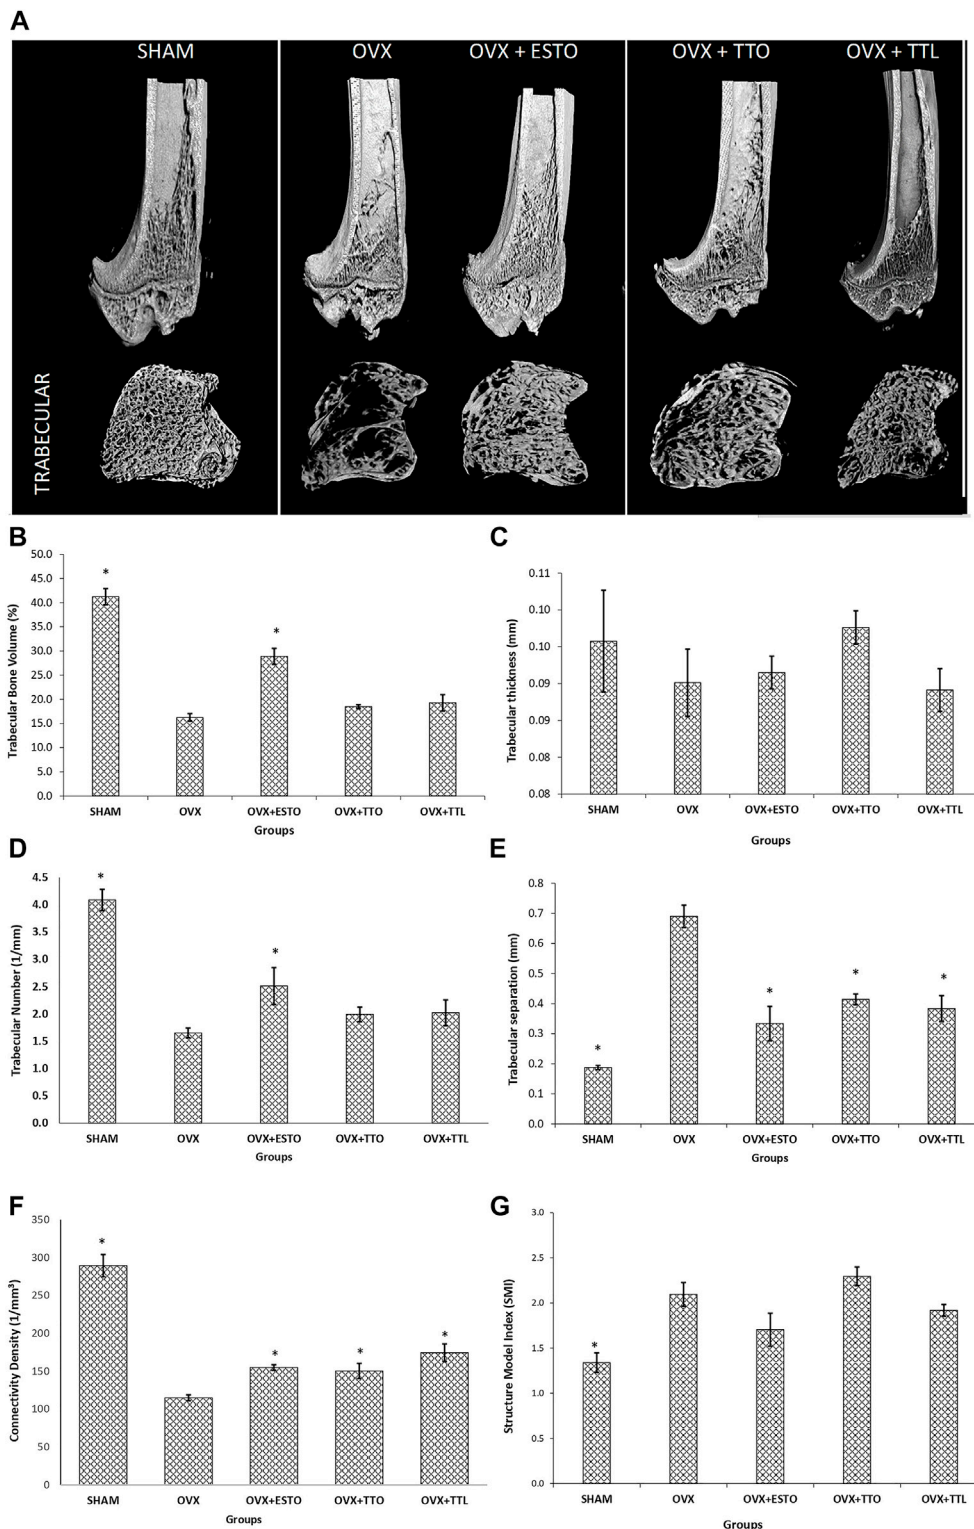 A
SHAM OVX OVX + ESTO OVX + TTO OVX + TTL
TRABECULAR
B
Trabecular Bone Volume (%)
50.0
45.0
40.0
35.0
30.0
25.0
20.0
15.0
10.0
5.0
0.0
* *
SHAM OVX OVX+ESTO OVX+TTO OVX+TTL
Groups
C
Trabecular thickness (mm)
0.11
0.10
0.10
0.09
0.09
0.08
0.08
SHAM OVX OVX+ESTO OVX+TTO OVX+TTL
Groups
D
Trabecular Number (1/mm)
4.5
4.0
3.5
3.0
2.5
2.0
1.5
1.0
0.5
0.0
* *
SHAM OVX OVX+ESTO OVX+TTO OVX+TTL
Groups
E
Trabecular separation (mm)
0.8
0.7
0.6
0.5
0.4
0.3
0.2
0.1
0.0
* * * *
SHAM OVX OVX+ESTO OVX+TTO OVX+TTL
Groups
F
Connectivity Density (1/mm³)
350
300
250
200
150
100
50
0
* * * *
SHAM OVX OVX+ESTO OVX+TTO OVX+TTL
Groups
G
Structure Model Index (SMI)
3.0
2.5
2.0
1.5
1.0
0.5
0.0
*
SHAM OVX OVX+ESTO OVX+TTO OVX+TTL
Groups